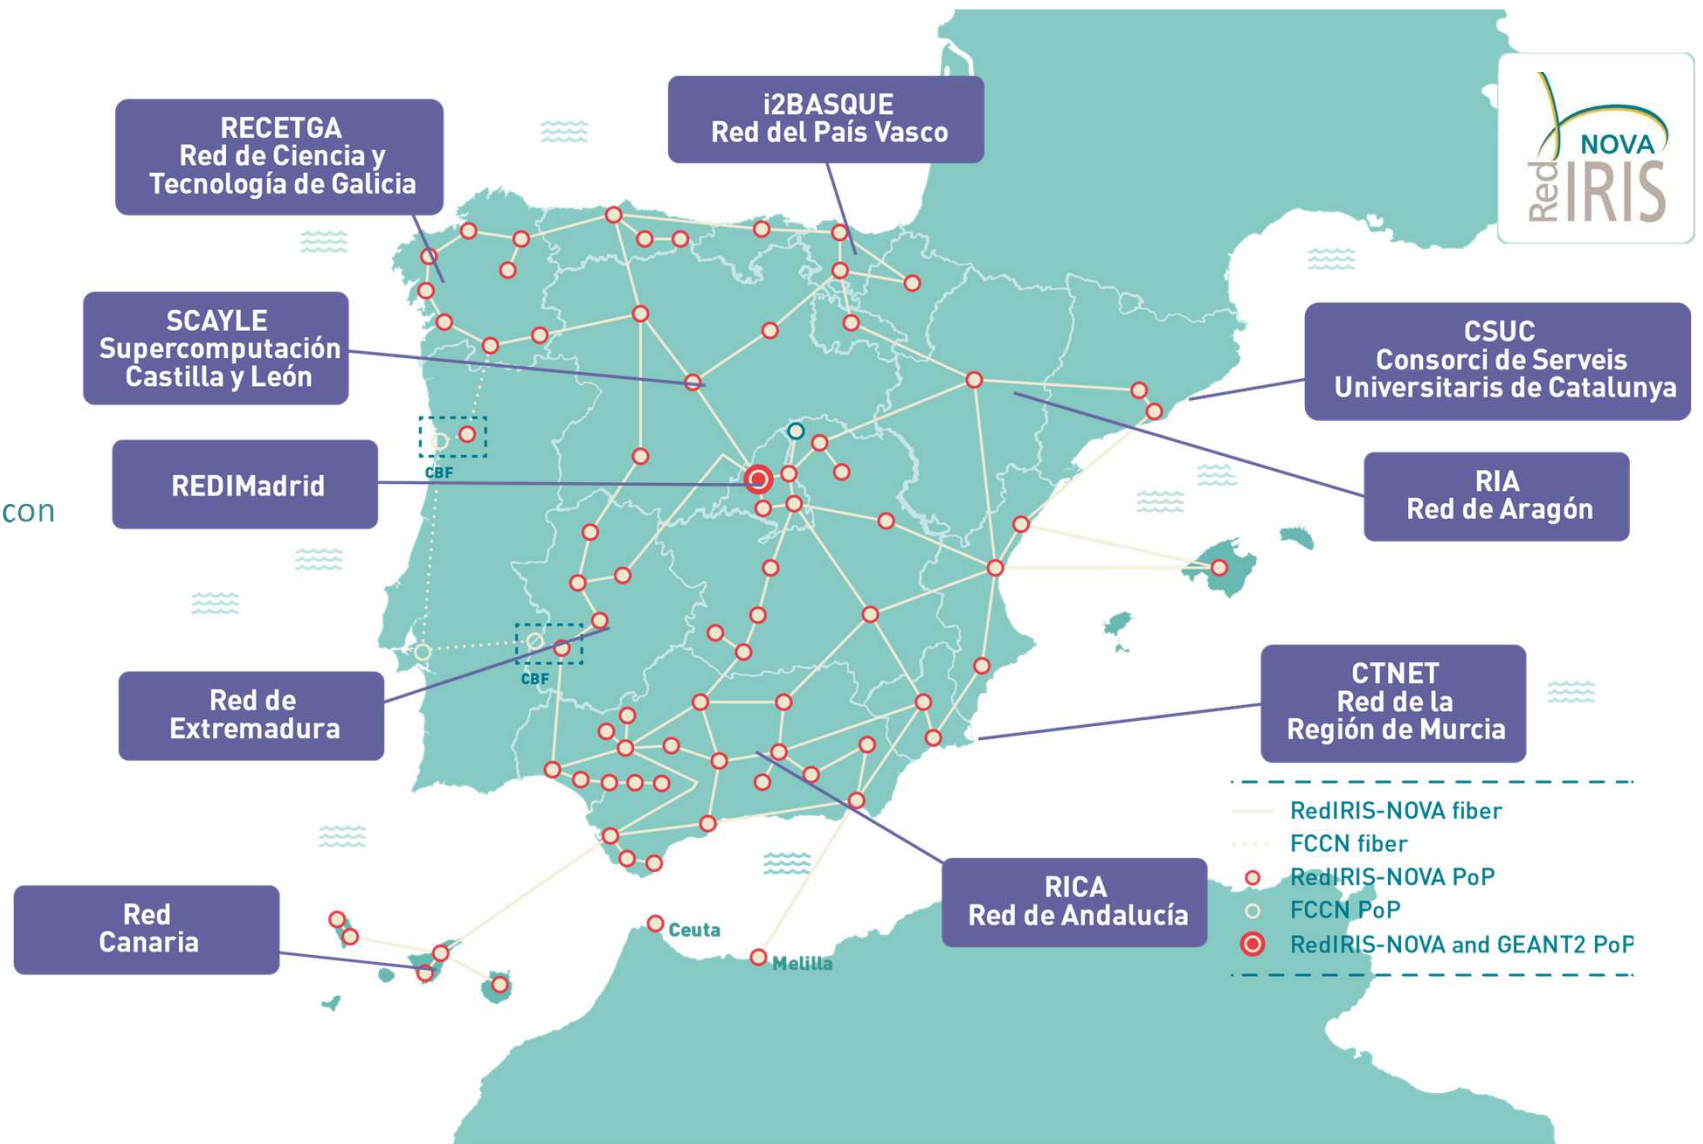 i2BASQUE
Red del País Vasco
RECETGA
Red de Ciencia y
Tecnología de Galicia
NOVA
RedIRIS
SCAYLE
Supercomputación
Castilla y León
CSUC
Consorci de Serveis
Universitaris de Catalunya
CBF
REDIMadrid
RIA
Red de Aragón
con
CBF
Red de
Extremadura
CTNET
Red de la
Región de Murcia
RedIRIS-NOVA fiber
FCCN fiber
RedIRIS-NOVA PoP
FCCN PoP
RedIRIS-NOVA and GEANT2 PoP
RICA
Red de Andalucía
Red
Canaria
Ceuta
Melilla